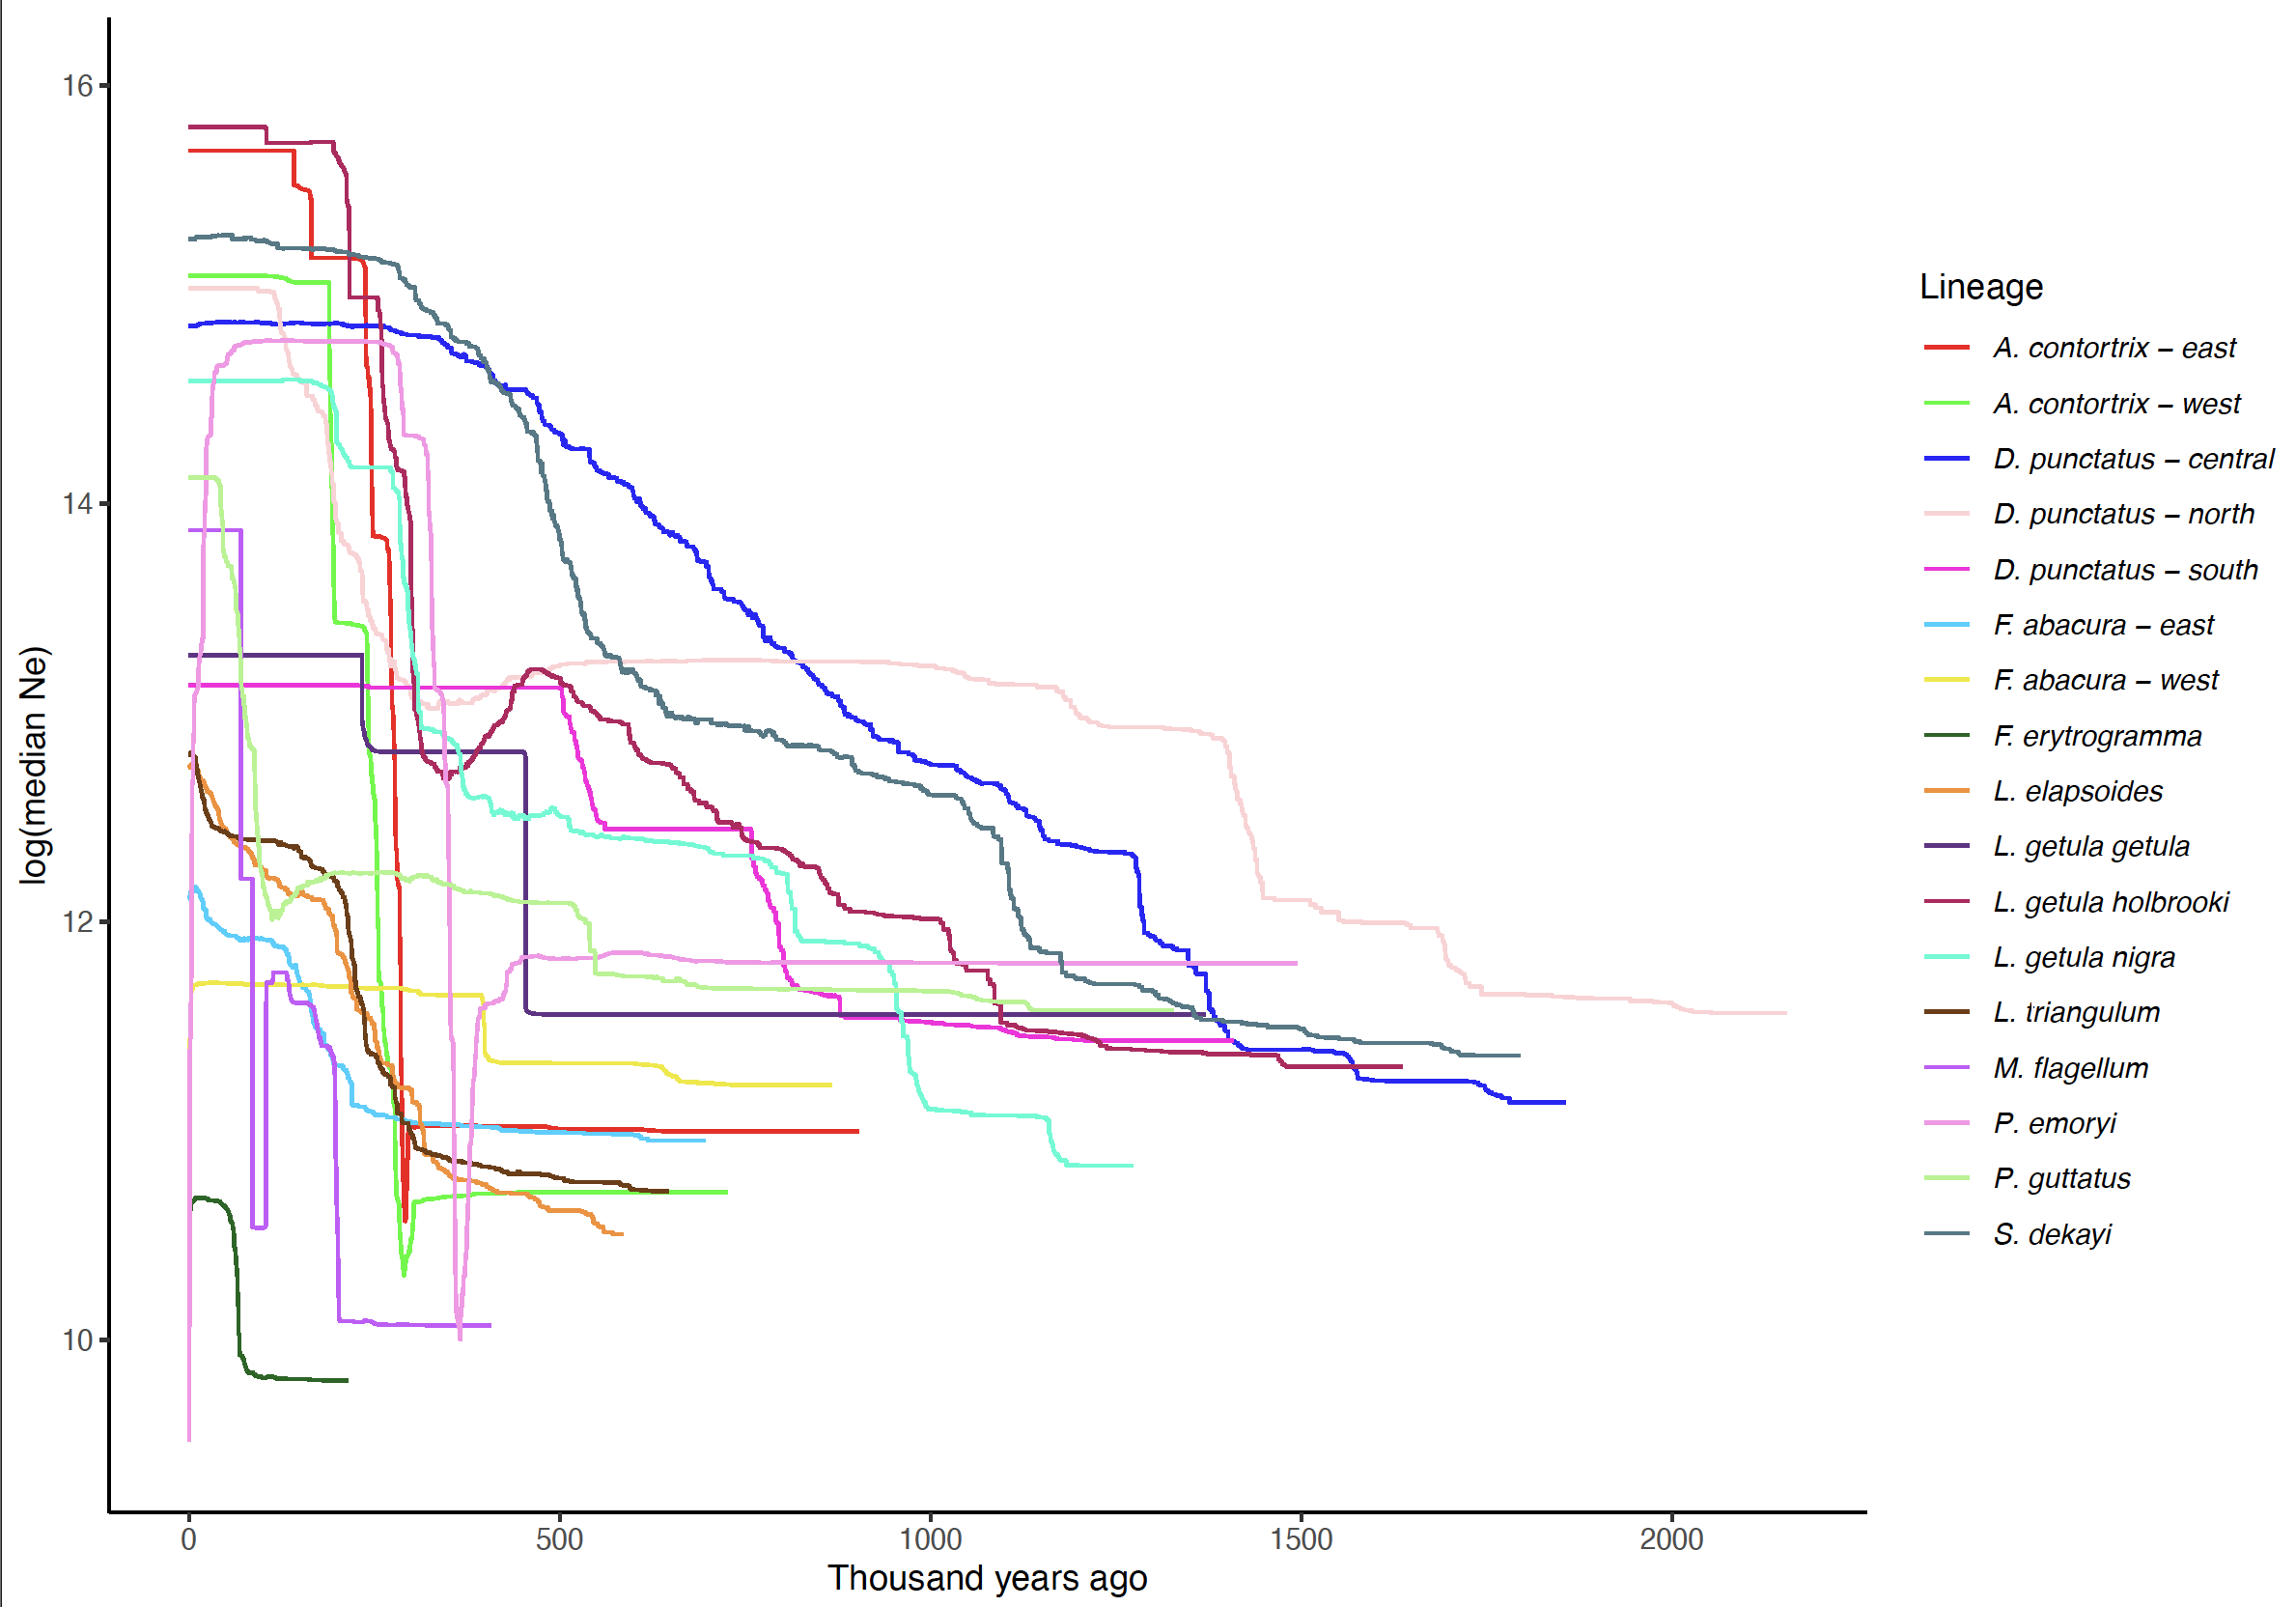 16
14
12
10
log(median Ne)
0
500
1000
1500
2000
Thousand years ago
Lineage
A. contortrix – east
A. contortrix – west
D. punctatus – central
D. punctatus – north
D. punctatus – south
F. abacura – east
F. abacura – west
F. erytrogramma
L. elapsoides
L. getula getula
L. getula holbrooki
L. getula nigra
L. triangulum
M. flagellum
P. emoryi
P. guttatus
S. dekayi